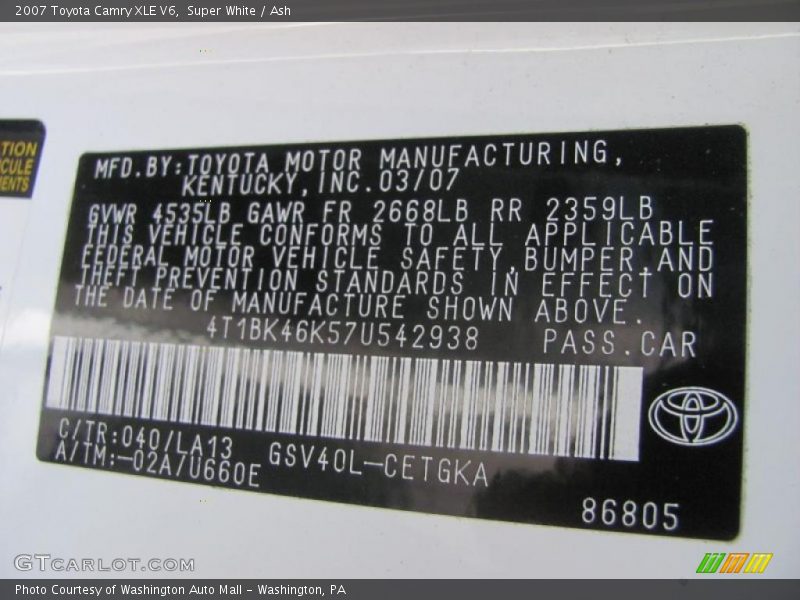 2007 Toyota Camry XLE V6, Super White / Ash
TION
ICULE
MENTS
MFD.BY:TOYOTA MOTOR MANUFACTURING,
KENTUCKY,INC.03/07
GVWR 4535LB GAWR FR 2668LB RR 2359LB
THIS VEHICLE CONFORMS TO ALL APPLICABLE
FEDERAL MOTOR VEHICLE SAFETY,BUMPER,AND
THEFT PREVENTION STANDARDS IN EFFECT ON
THE DATE OF MANUFACTURE SHOWN ABOVE.
4T1BK46K57U542938 PASS.CAR
C/TR:040/LA13
A/TM:-02A/U660E
GSV40L-CETGKA
86805
GTCARLOT.COM
Photo Courtesy of Washington Auto Mall - Washington, PA